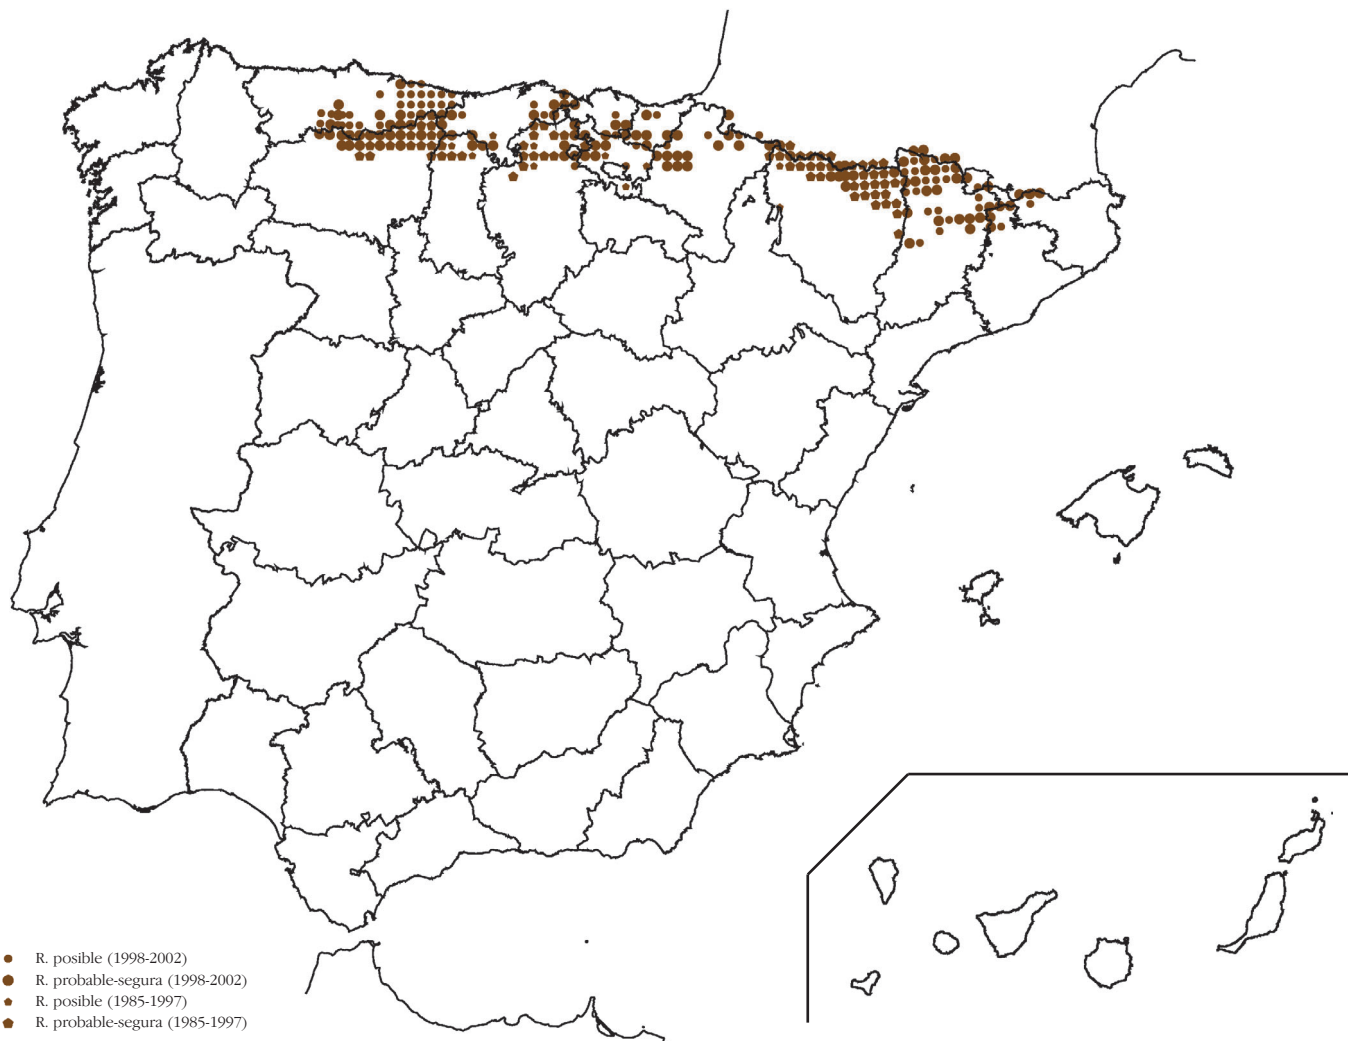 R. posible (1998-2002)
R. probable-segura (1998-2002)
R. posible (1985-1997)
R. probable-segura (1985-1997)